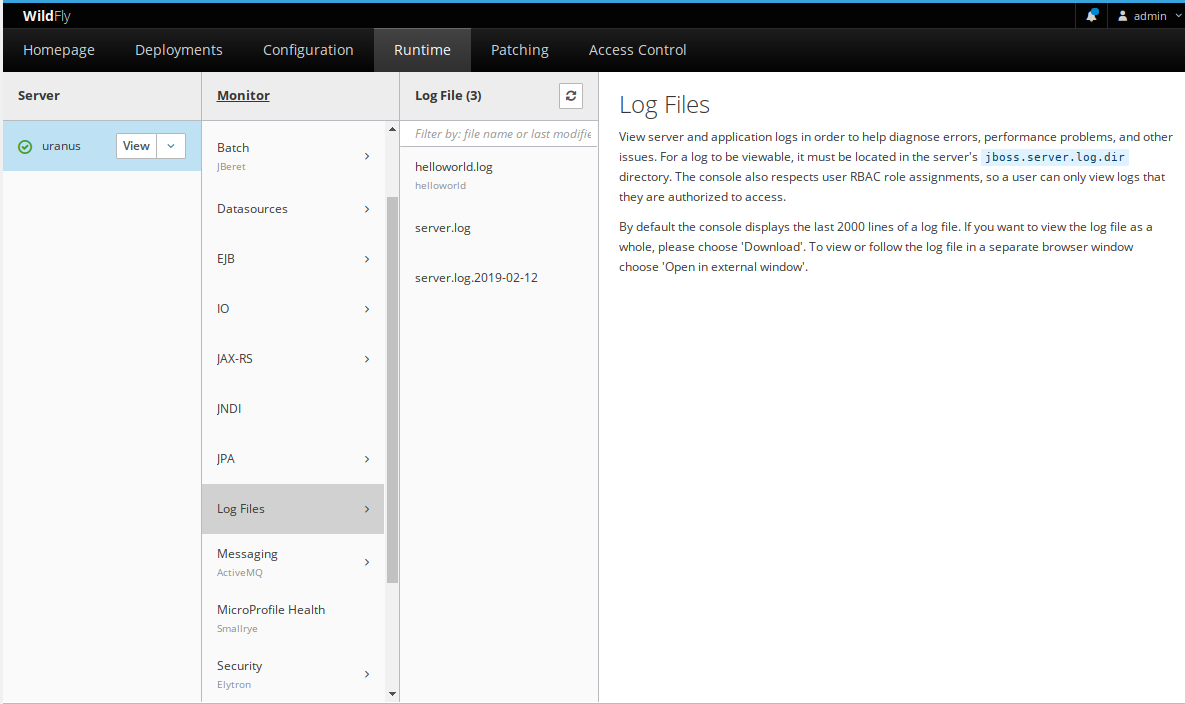 WildFly
admin
Homepage Deployments Configuration Runtime Patching Access Control
Server
uranus View
Monitor
Batch
JBeret
Datasources
EJB
IO
JAX-RS
JNDI
JPA
Log Files
Messaging
ActiveMQ
MicroProfile Health
Smallrye
Security
Elytron
Log File (3)
Filter by: file name or last modifie
helloworld.log
helloworld
server.log
server.log.2019-02-12
Log Files
View server and application logs in order to help diagnose errors, performance problems, and other
issues. For a log to be viewable, it must be located in the server's jboss.server.log.dir
directory. The console also respects user RBAC role assignments, so a user can only view logs that
they are authorized to access.
By default the console displays the last 2000 lines of a log file. If you want to view the log file as a
whole, please choose 'Download'. To view or follow the log file in a separate browser window
choose 'Open in external window'.